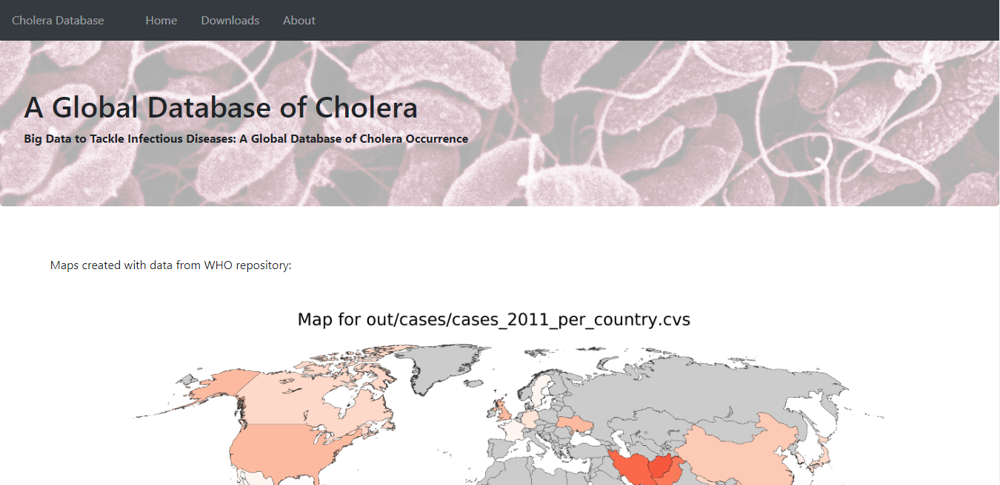 Cholera Database Home Downloads About
A Global Database of Cholera
Big Data to Tackle Infectious Diseases: A Global Database of Cholera Occurrence
Maps created with data from WHO repository:
Map for out/cases/cases_2011_per_country.cvs